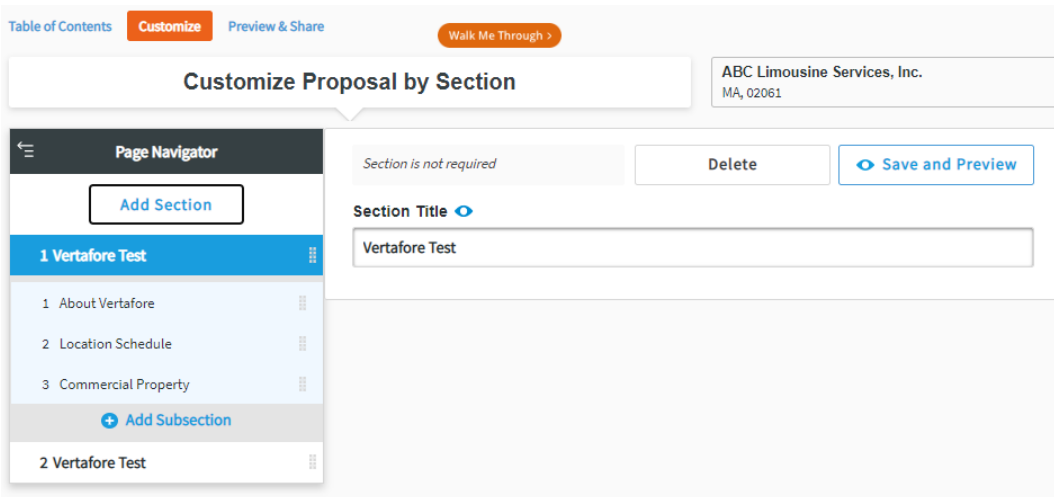 Table of Contents Customize Preview & Share
Walk Me Through >
Customize Proposal by Section
ABC Limousine Services, Inc.
MA, 02061
Page Navigator
Add Section
1 Vertafore Test
1 About Vertafore
2 Location Schedule
3 Commercial Property
Add Subsection
2 Vertafore Test
Section is not required Delete Save and Preview
Section Title
Vertafore Test